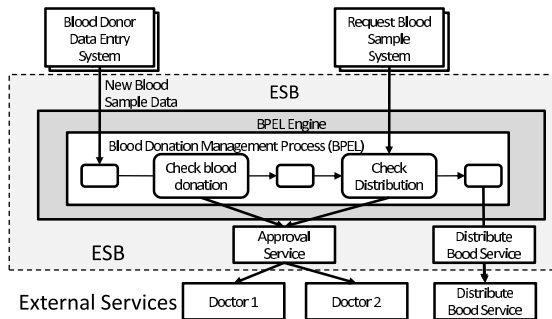 Blood Donor
Data Entry
System
Request Blood
Sample
System
New Blood
Sample Data
ESB
BPEL Engine
Blood Donation Management Process (BPEL)
Check blood
donation
Check
Distribution
Approval
Service
Distribute
Bood Service
ESB
External Services
Doctor 1
Doctor 2
Distribute
Bood Service